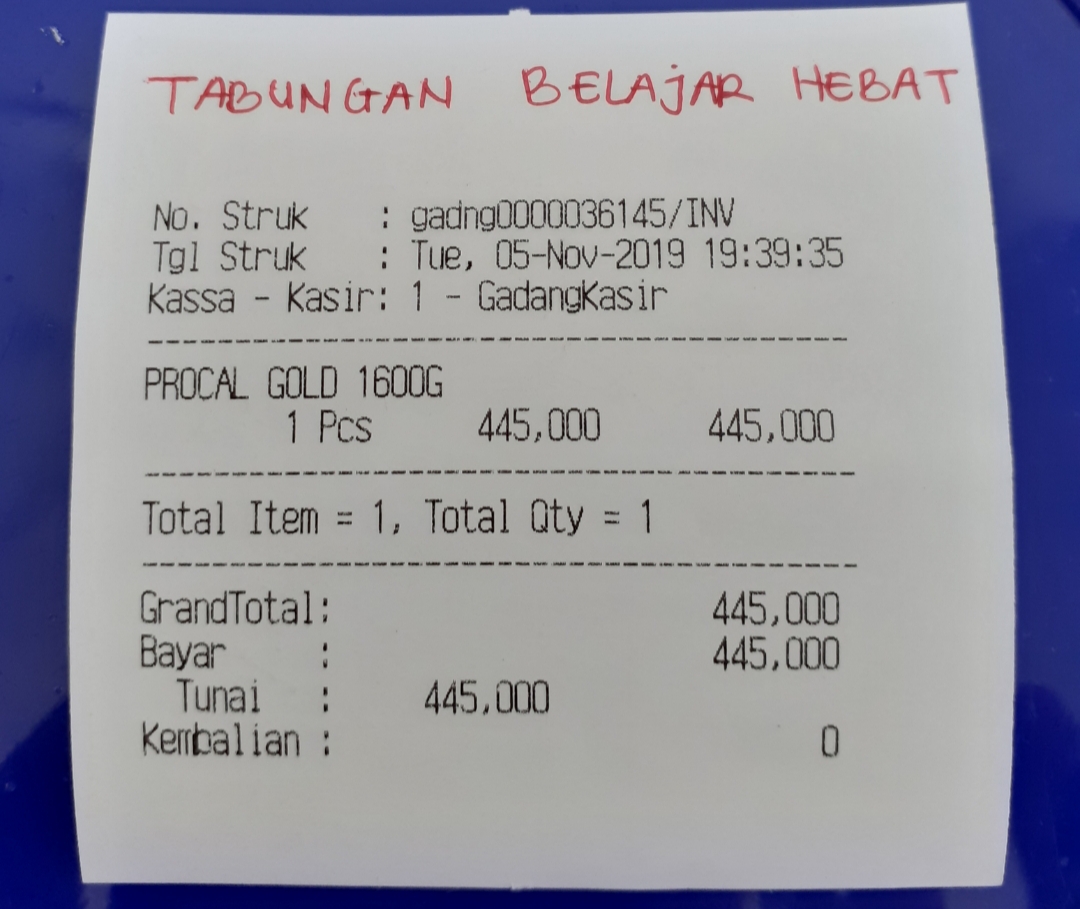 TABUNGAN BELAJAR HEBAT
No. Struk : gadng0000036145/INV
Tgl Struk : Tue, 05-Nov-2019 19:39:35
Kassa - Kasir: 1 - GadangKasir
PROCAL GOLD 1600G
1 Pcs 445,000 445,000
Total Item = 1, Total Qty = 1
GrandTotal: 445,000
Bayar : 445,000
Tunai : 445,000
Kembalian : 0